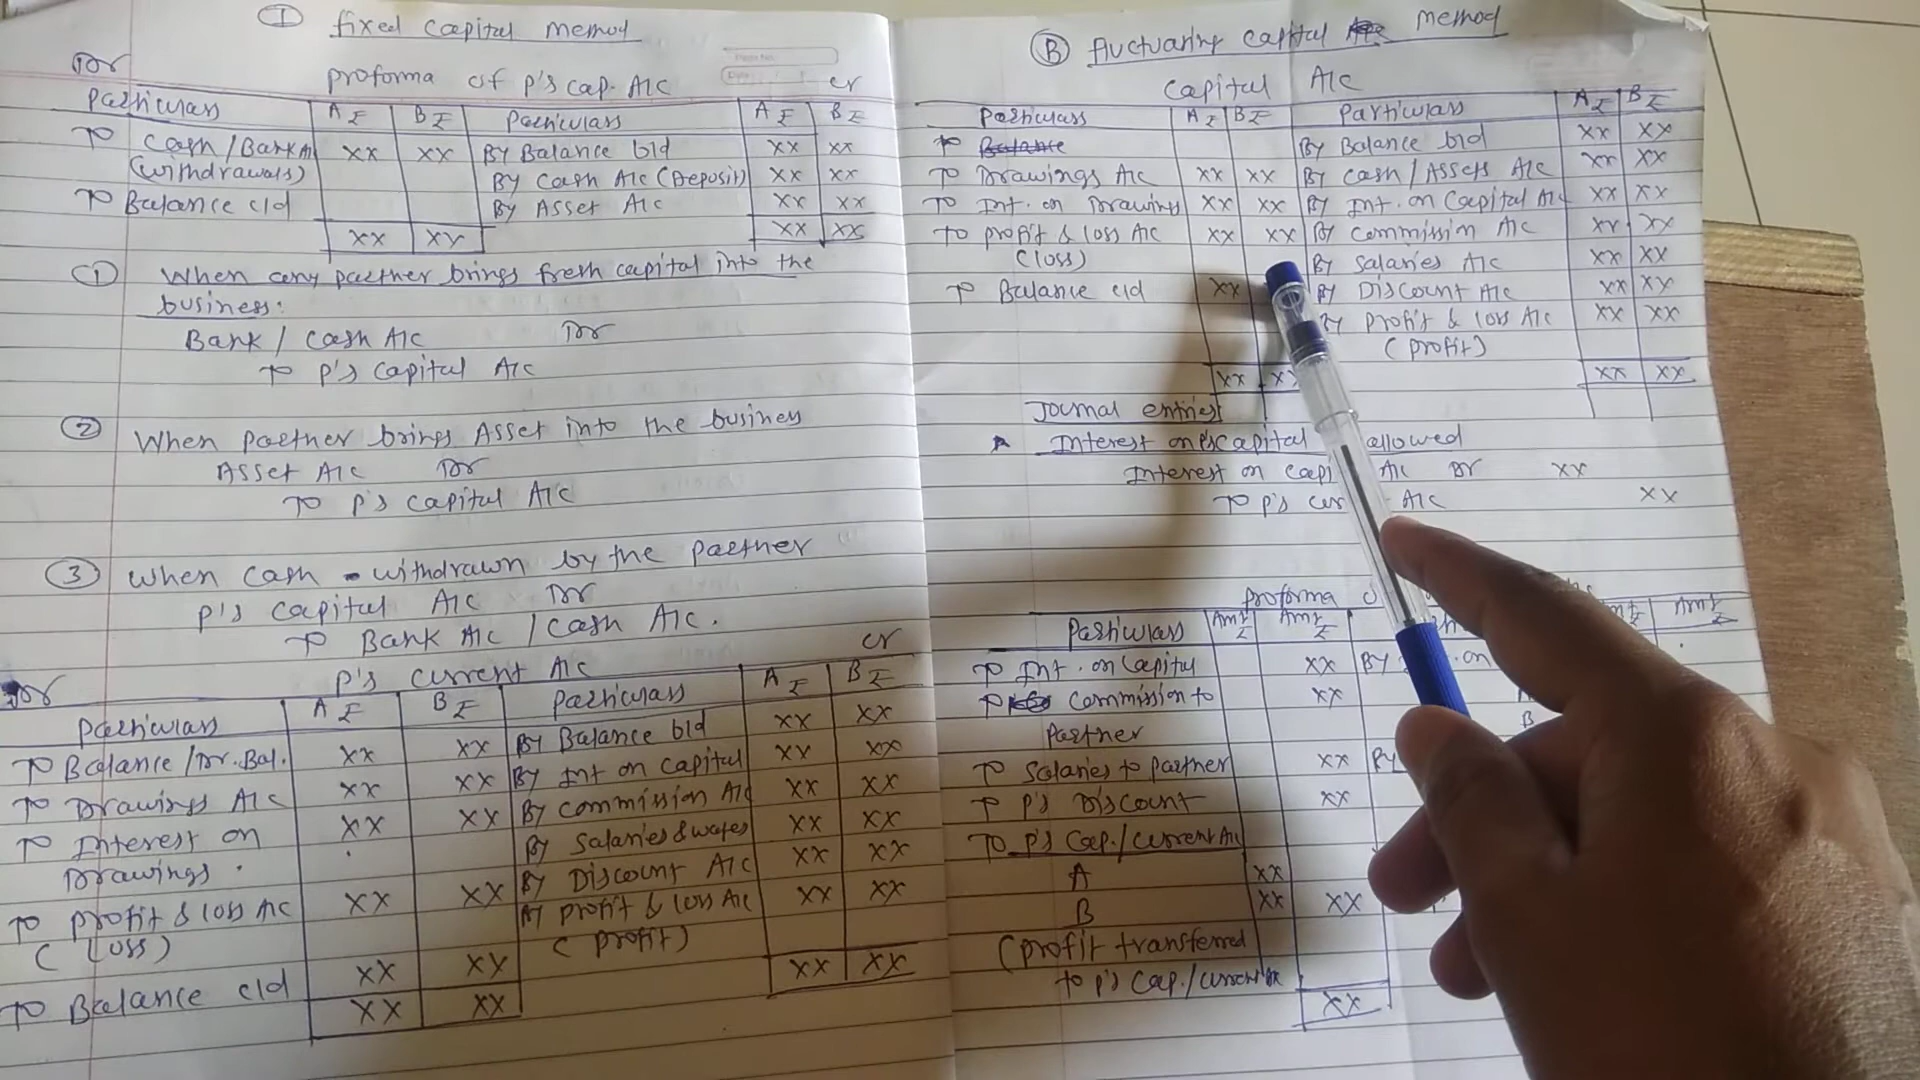 I fixed capital method
Dr proforma of P's cap. A/c cr
Particulars A ₹ B ₹ Particulars A ₹ B ₹
To Cash/Bank A/c xx xx By Balance b/d xx xx
(withdrawals) By Cash A/c (Deposit) xx xx
To Balance c/d By Asset A/c xx xx
xx xx xx xx
1 When any partner brings fresh capital into the
business:
Bank / Cash A/c Dr
To P's Capital A/c
2 When partner brings Asset into the business
Asset A/c Dr
To P's Capital A/c
3 When cash withdrawn by the partner
P's Capital A/c Dr
To Bank A/c / Cash A/c.
Dr P's Current A/c cr
Particulars A ₹ B ₹ Particulars A ₹ B ₹
To Balance/Dr. Bal. xx xx By Balance b/d xx xx
To Drawings A/c xx xx By Int on Capital xx xx
To Interest on xx xx By Commission A/c xx xx
Drawings. By Salaries & wages xx xx
To profit & loss A/c xx xx By Discount A/c xx xx
(Loss) By profit & loss A/c xx xx
(profit)
To Balance c/d xx xx xx xx
xx xx
B fluctuating capital method
Capital A/c
Particulars A ₹ B ₹ Particulars A ₹ B ₹
To Balance By Balance b/d xx xx
To Drawings A/c xx xx By Cash / Assets A/c xx xx
To Int. on Drawings xx xx By Int. on Capital A/c xx xx
To profit & loss A/c xx xx By Commission A/c xx xx
(loss) By Salaries A/c xx xx
To Balance c/d xx By Discount A/c xx xx
By Profit & loss A/c xx xx
(profit)
xx xx xx xx
Journal entries
Interest on P's capital allowed
Interest on A/c Dr xx
To P's A/c xx
proforma
Particulars Amt ₹ Amt ₹ Amt ₹
To Int. on Capital xx By on
To Commission to xx
Partner B
To Salaries to partner xx By
To P's Discount xx
To P's Cap./Current A/c
A xx
B xx xx
(profit transferred
to P's Cap./Current A/c
xx